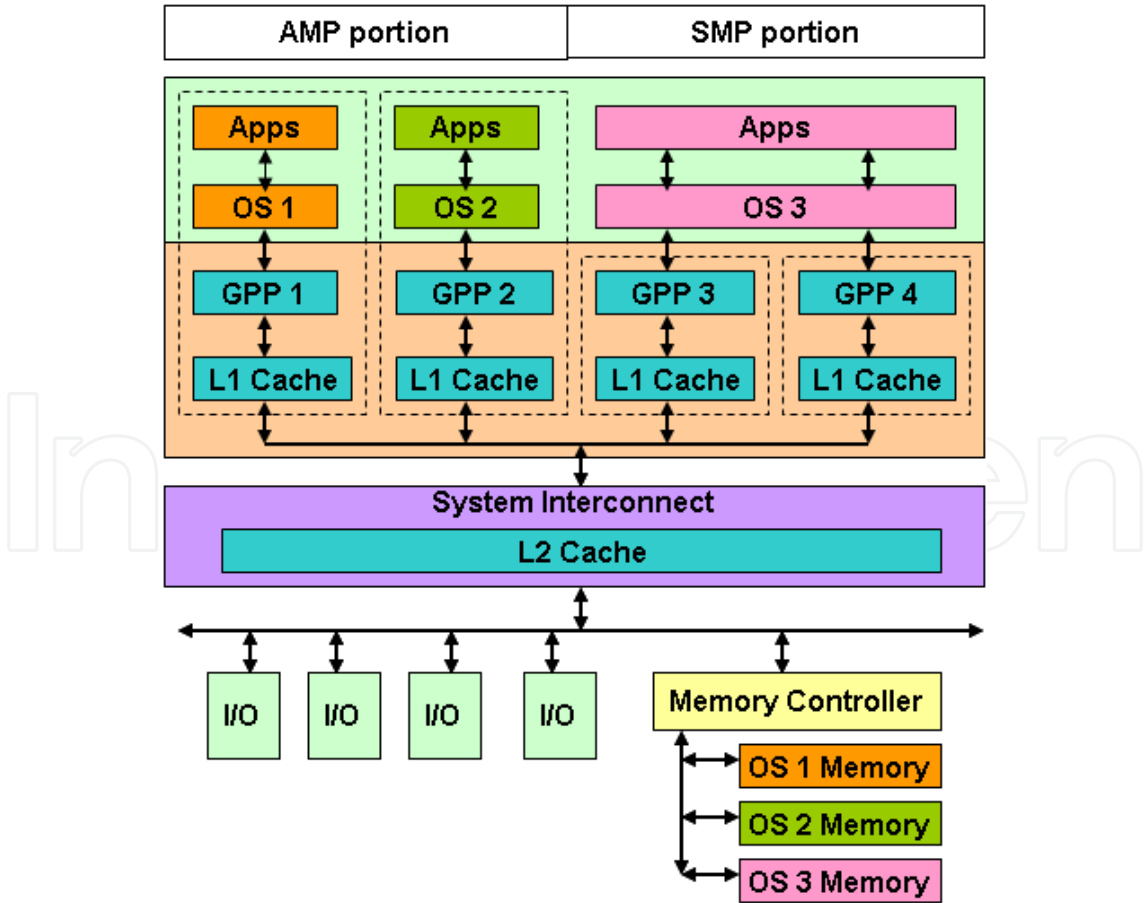 AMP portion
SMP portion
Apps
Apps
Apps
OS 1
OS 2
OS 3
GPP 1
GPP 2
GPP 3
GPP 4
L1 Cache
L1 Cache
L1 Cache
L1 Cache
System Interconnect
L2 Cache
I/O
I/O
I/O
I/O
Memory Controller
OS 1 Memory
OS 2 Memory
OS 3 Memory